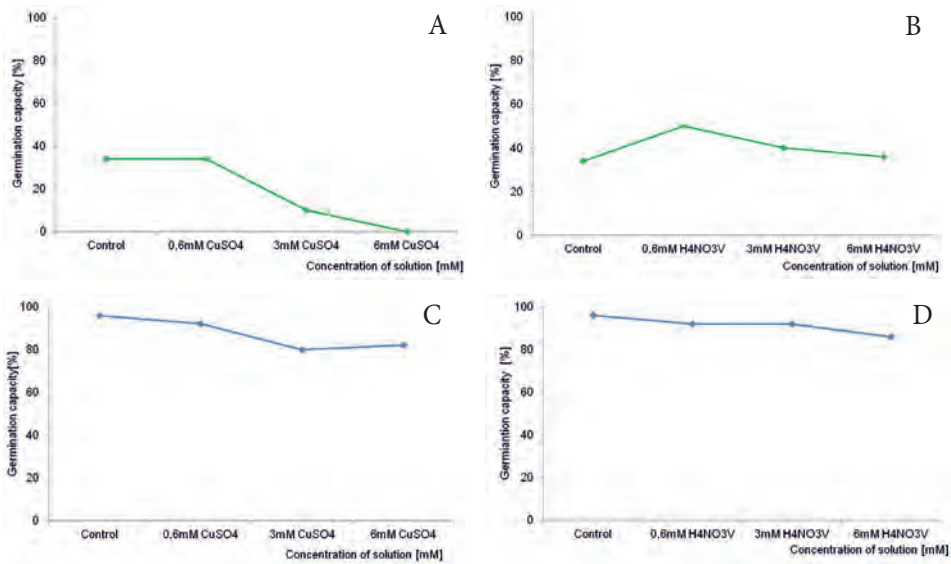 A
Germination capacity [%]
100
80
60
40
20
0
Control
0,6mM CuSO4
3mM CuSO4
6mM CuSO4
Concentration of solution [mM]
B
Germination capacity [%]
100
80
60
40
20
0
Control
0,6mM H4NO3V
3mM H4NO3V
6mM H4NO3V
Concentration of solution [mM]
C
Germination capacity[%]
100
80
60
40
20
0
Control
0,6mM CuSO4
3mM CuSO4
6mM CuSO4
Concentration of solution [mM]
D
Germiantion capacity [%]
100
80
60
40
20
0
Control
0,6mM H4NO3V
3mM H4NO3V
6mM H4NO3V
Concentration of solution [mM]